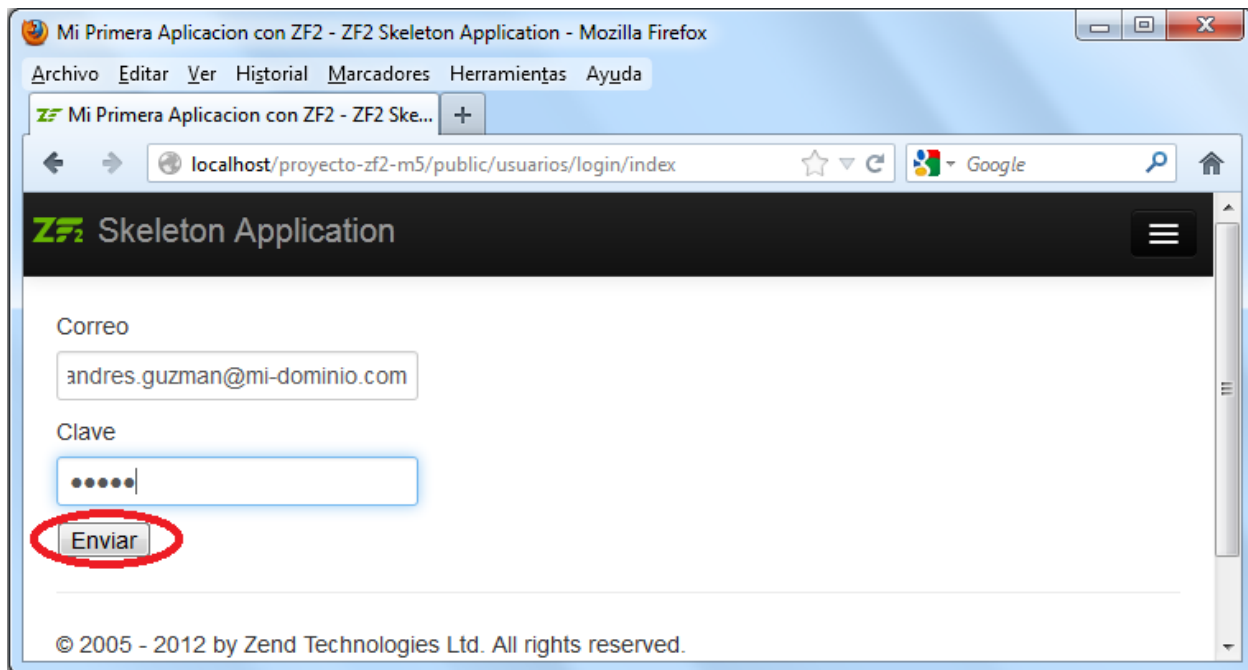 Mi Primera Aplicacion con ZF2 - ZF2 Skeleton Application - Mozilla Firefox
Archivo Editar Ver Historial Marcadores Herramientas Ayuda
ZF Mi Primera Aplicacion con ZF2 - ZF2 Ske... +
localhost/proyecto-zf2-m5/public/usuarios/login/index Google
ZF2 Skeleton Application
Correo
andres.guzman@mi-dominio.com
Clave
•••••
Enviar
© 2005 - 2012 by Zend Technologies Ltd. All rights reserved.